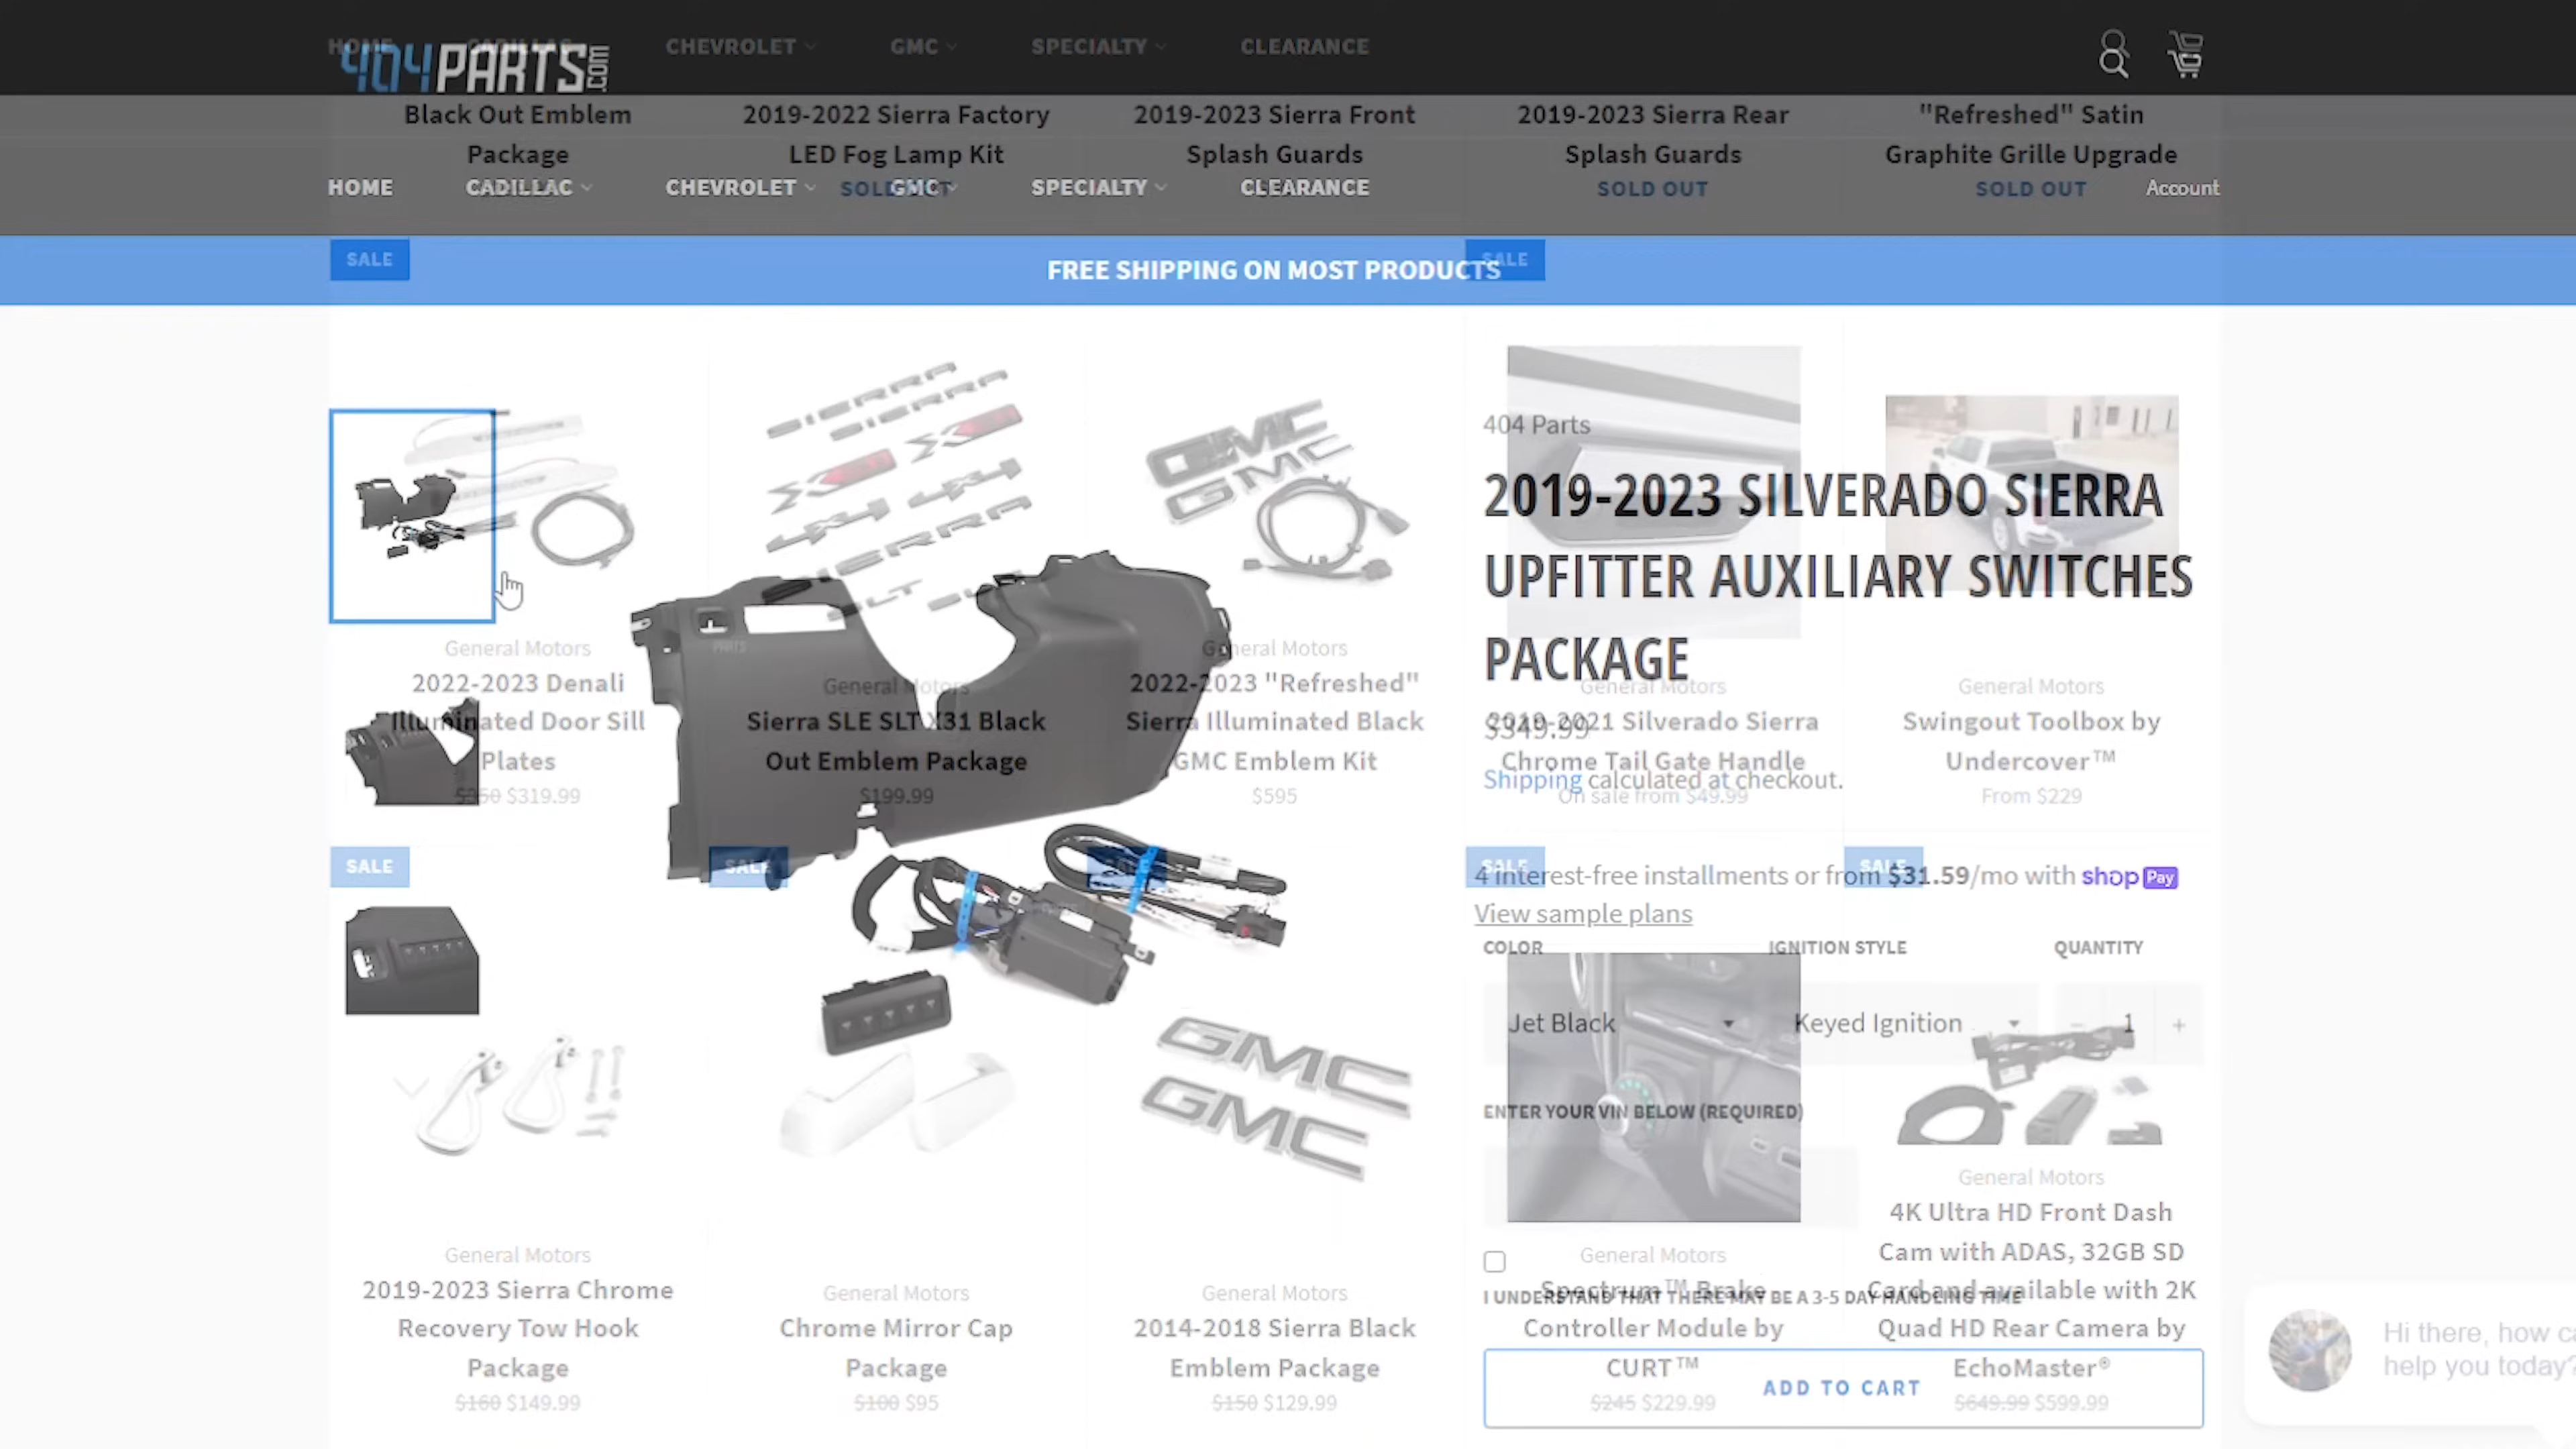 HOME CADILLAC CHEVROLET GMC SPECIALTY CLEARANCE
404PARTS.com
Black Out Emblem
Package
2019-2022 Sierra Factory
LED Fog Lamp Kit
SOLD OUT
2019-2023 Sierra Front
Splash Guards
2019-2023 Sierra Rear
Splash Guards
SOLD OUT
"Refreshed" Satin
Graphite Grille Upgrade
SOLD OUT
HOME CADILLAC CHEVROLET GMC SPECIALTY CLEARANCE
Account
SALE
SALE
FREE SHIPPING ON MOST PRODUCTS
404 Parts
2019-2023 SILVERADO SIERRA
UPFITTER AUXILIARY SWITCHES
PACKAGE
$349.99
Shipping calculated at checkout.
4 interest-free installments or from $31.59/mo with shop Pay
View sample plans
COLOR
IGNITION STYLE
QUANTITY
Jet Black
Keyed Ignition
− 1 +
ENTER YOUR VIN BELOW (REQUIRED)
I UNDERSTAND THAT THERE MAY BE A 3-5 DAY HANDLING TIME
ADD TO CART
General Motors
2022-2023 Denali
Illuminated Door Sill
Plates
$350 $319.99
General Motors
Sierra SLE SLT X31 Black
Out Emblem Package
$199.99
General Motors
2022-2023 "Refreshed"
Sierra Illuminated Black
GMC Emblem Kit
$595
General Motors
2019-2021 Silverado Sierra
Chrome Tail Gate Handle
On sale from $49.99
General Motors
Swingout Toolbox by
Undercover™
From $229
SALE
SALE
SALE
SALE
SALE
General Motors
2019-2023 Sierra Chrome
Recovery Tow Hook
Package
$160 $149.99
General Motors
Chrome Mirror Cap
Package
$100 $95
GMC
GMC
General Motors
2014-2018 Sierra Black
Emblem Package
$150 $129.99
General Motors
Spectrum™ Brake
Controller Module by
CURT™
$245 $229.99
General Motors
4K Ultra HD Front Dash
Cam with ADAS, 32GB SD
Card and available with 2K
Quad HD Rear Camera by
EchoMaster®
$649.99 $599.99
SIERRA
SIERRA
4X4 4X4
SIERRA
GMC
GMC
Hi there, how ca
help you today?